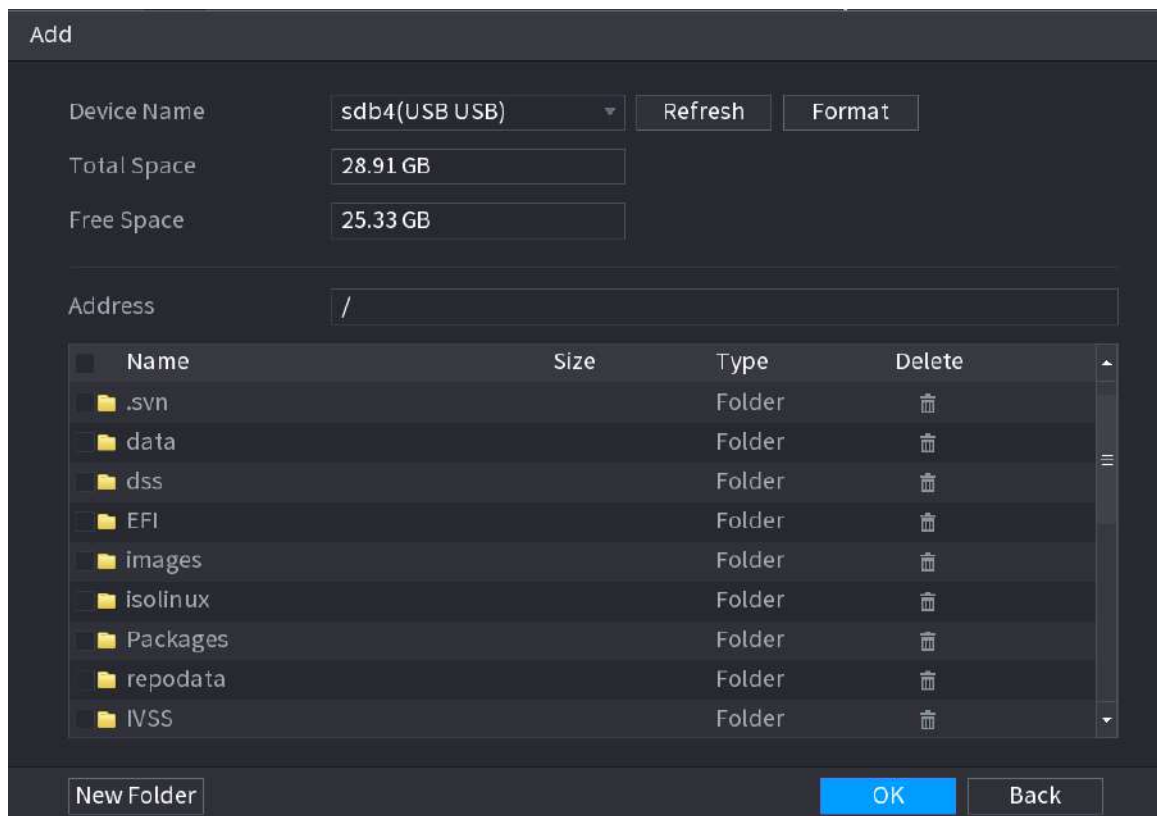 Add
Device Name sdb4(USB USB) Refresh Format
Total Space 28.91 GB
Free Space 25.33 GB
Address /
Name Size Type Delete
.svn Folder
data Folder
dss Folder
EFI Folder
images Folder
isolinux Folder
Packages Folder
repodata Folder
IVSS Folder
New Folder OK Back